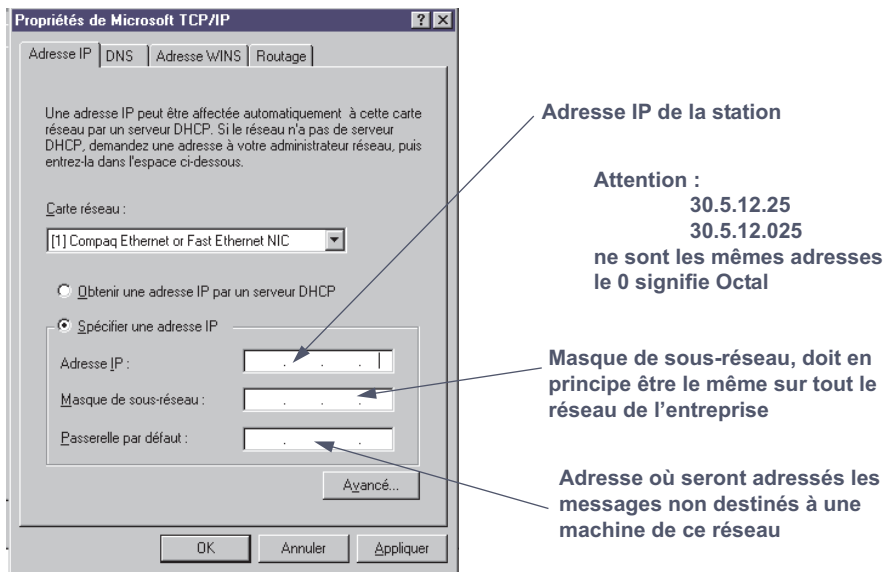 Propriétés de Microsoft TCP/IP
Adresse IP
DNS
Adresse WINS
Routage
Une adresse IP peut être affectée automatiquement à cette carte
réseau par un serveur DHCP. Si le réseau n'a pas de serveur
DHCP, demandez une adresse à votre administrateur réseau, puis
entrez-la dans l'espace ci-dessous.
Carte réseau :
[1] Compaq Ethernet or Fast Ethernet NIC
Obtenir une adresse IP par un serveur DHCP
Spécifier une adresse IP
Adresse IP :
Masque de sous-réseau :
Passerelle par défaut :
Avancé...
OK
Annuler
Appliquer
Adresse IP de la station
Attention :
30.5.12.25
30.5.12.025
ne sont les mêmes adresses
le 0 signifie Octal
Masque de sous-réseau, doit en
principe être le même sur tout le
réseau de l'entreprise
Adresse où seront adressés les
messages non destinés à une
machine de ce réseau